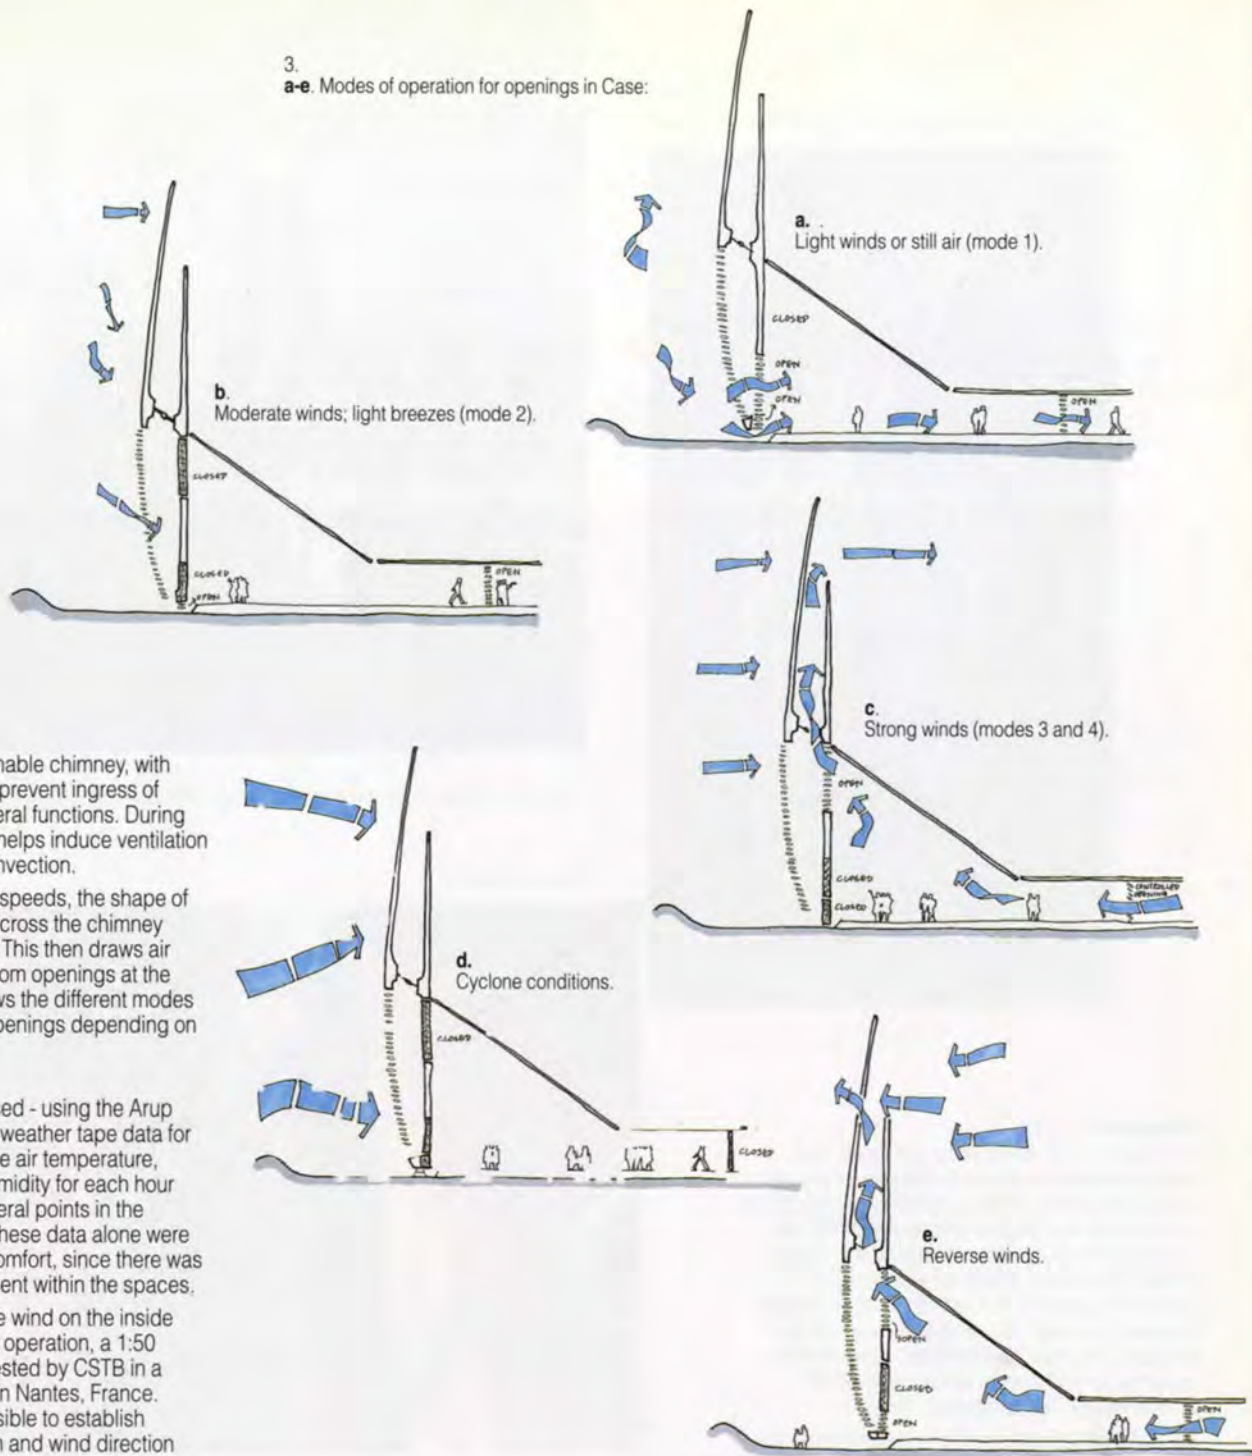 3.
a-e. Modes of operation for openings in Case:
a.
Light winds or still air (mode 1).
CLOSED
OPEN
OPEN
OPEN
b.
Moderate winds; light breezes (mode 2).
CLOSED
CLOSED
OPEN
OPEN
c.
Strong winds (modes 3 and 4).
OPEN
CLOSED
CLOSED
CONTROLLED
OPENING
d.
Cyclone conditions.
CLOSED
CLOSED
e.
Reverse winds.
OPEN
CLOSED
OPEN
OPEN
nable chimney, with
prevent ingress of
eral functions. During
helps induce ventilation
nvection.
speeds, the shape of
cross the chimney
This then draws air
om openings at the
ws the different modes
penings depending on
sed - using the Arup
weather tape data for
e air temperature,
midity for each hour
eral points in the
hese data alone were
omfort, since there was
ent within the spaces.
e wind on the inside
operation, a 1:50
ested by CSTB in a
n Nantes, France.
sible to establish
n and wind direction